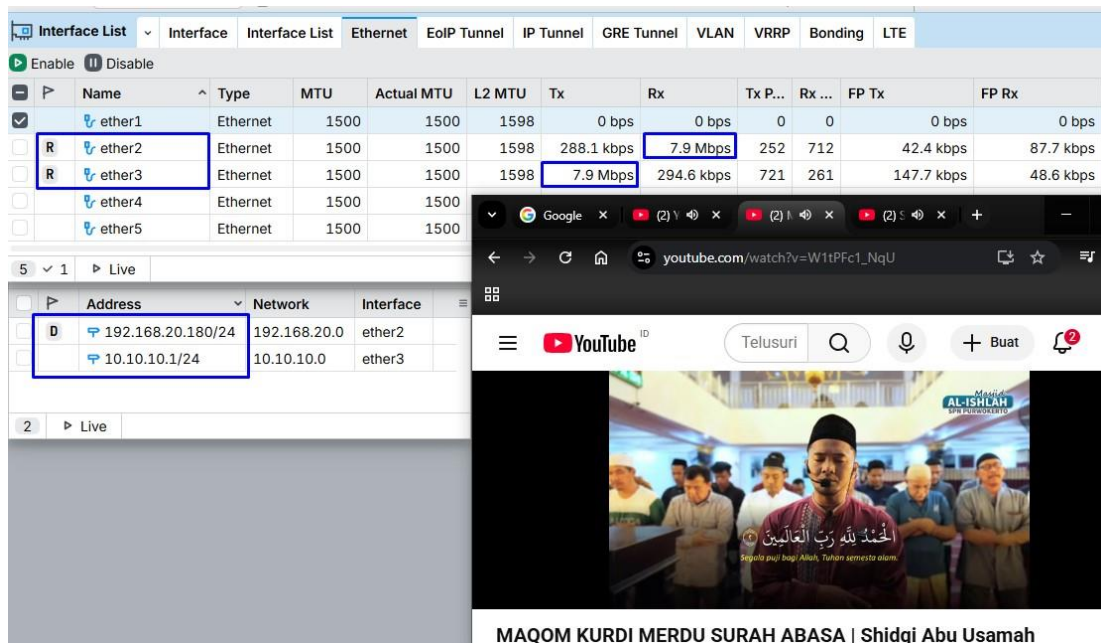 Interface List Interface Interface List Ethernet EoIP Tunnel IP Tunnel GRE Tunnel VLAN VRRP Bonding LTE
Enable Disable
Name Type MTU Actual MTU L2 MTU Tx Rx Tx P... Rx ... FP Tx FP Rx
ether1 Ethernet 1500 1500 1598 0 bps 0 bps 0 0 0 bps 0 bps
R ether2 Ethernet 1500 1500 1598 288.1 kbps 7.9 Mbps 252 712 42.4 kbps 87.7 kbps
R ether3 Ethernet 1500 1500 1598 7.9 Mbps 294.6 kbps 721 261 147.7 kbps 48.6 kbps
ether4 Ethernet 1500 1500
ether5 Ethernet 1500 1500
5 1 Live
Address Network Interface
D 192.168.20.180/24 192.168.20.0 ether2
10.10.10.1/24 10.10.10.0 ether3
2 Live
Google (2) (2) (2) S
youtube.com/watch?v=W1tPFc1_NqU
YouTube ID Telusuri Buat 2
Masjid
AL-ISHLAH
SPN PURWOKERTO
الْحَمْدُ لِلَّهِ رَبِّ الْعَالَمِينَ ٢
Segala puji bagi Allah, Tuhan semesta alam.
MAQOM KURDI MERDU SURAH ABASA | Shidqi Abu Usamah